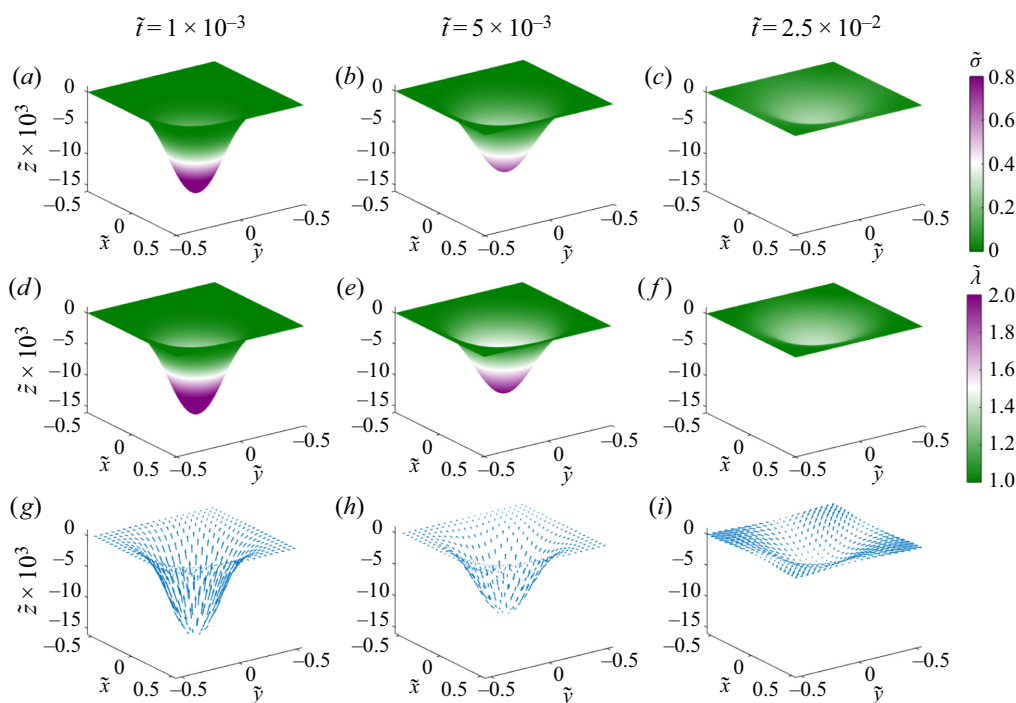 t̃ = 1 × 10⁻³ t̃ = 5 × 10⁻³ t̃ = 2.5 × 10⁻²
(a) (b) (c) σ̃
0 0 0 0.8
–5 –5 –5 0.6
z̃ × 10³ –10 –10 –10 0.4
–15 –15 –15 0.2
–0.5 –0.5 –0.5 –0.5 –0.5 –0.5 0
0 0 0 0 0 0
x̃ 0.5 –0.5 ỹ x̃ 0.5 –0.5 ỹ x̃ 0.5 –0.5 ỹ
(d) (e) (f) λ̃
0 0 0 2.0
–5 –5 –5 1.8
z̃ × 10³ –10 –10 –10 1.6
–15 –15 –15 1.4
–0.5 –0.5 –0.5 –0.5 –0.5 –0.5 1.2
0 0 0 0 0 0
x̃ 0.5 –0.5 ỹ x̃ 0.5 –0.5 ỹ x̃ 0.5 –0.5 ỹ 1.0
(g) (h) (i)
0 0 0
–5 –5 –5
z̃ × 10³ –10 –10 –10
–15 –15 –15
–0.5 –0.5 –0.5 –0.5 –0.5 –0.5
0 0 0 0 0 0
x̃ 0.5 –0.5 ỹ x̃ 0.5 –0.5 ỹ x̃ 0.5 –0.5 ỹ